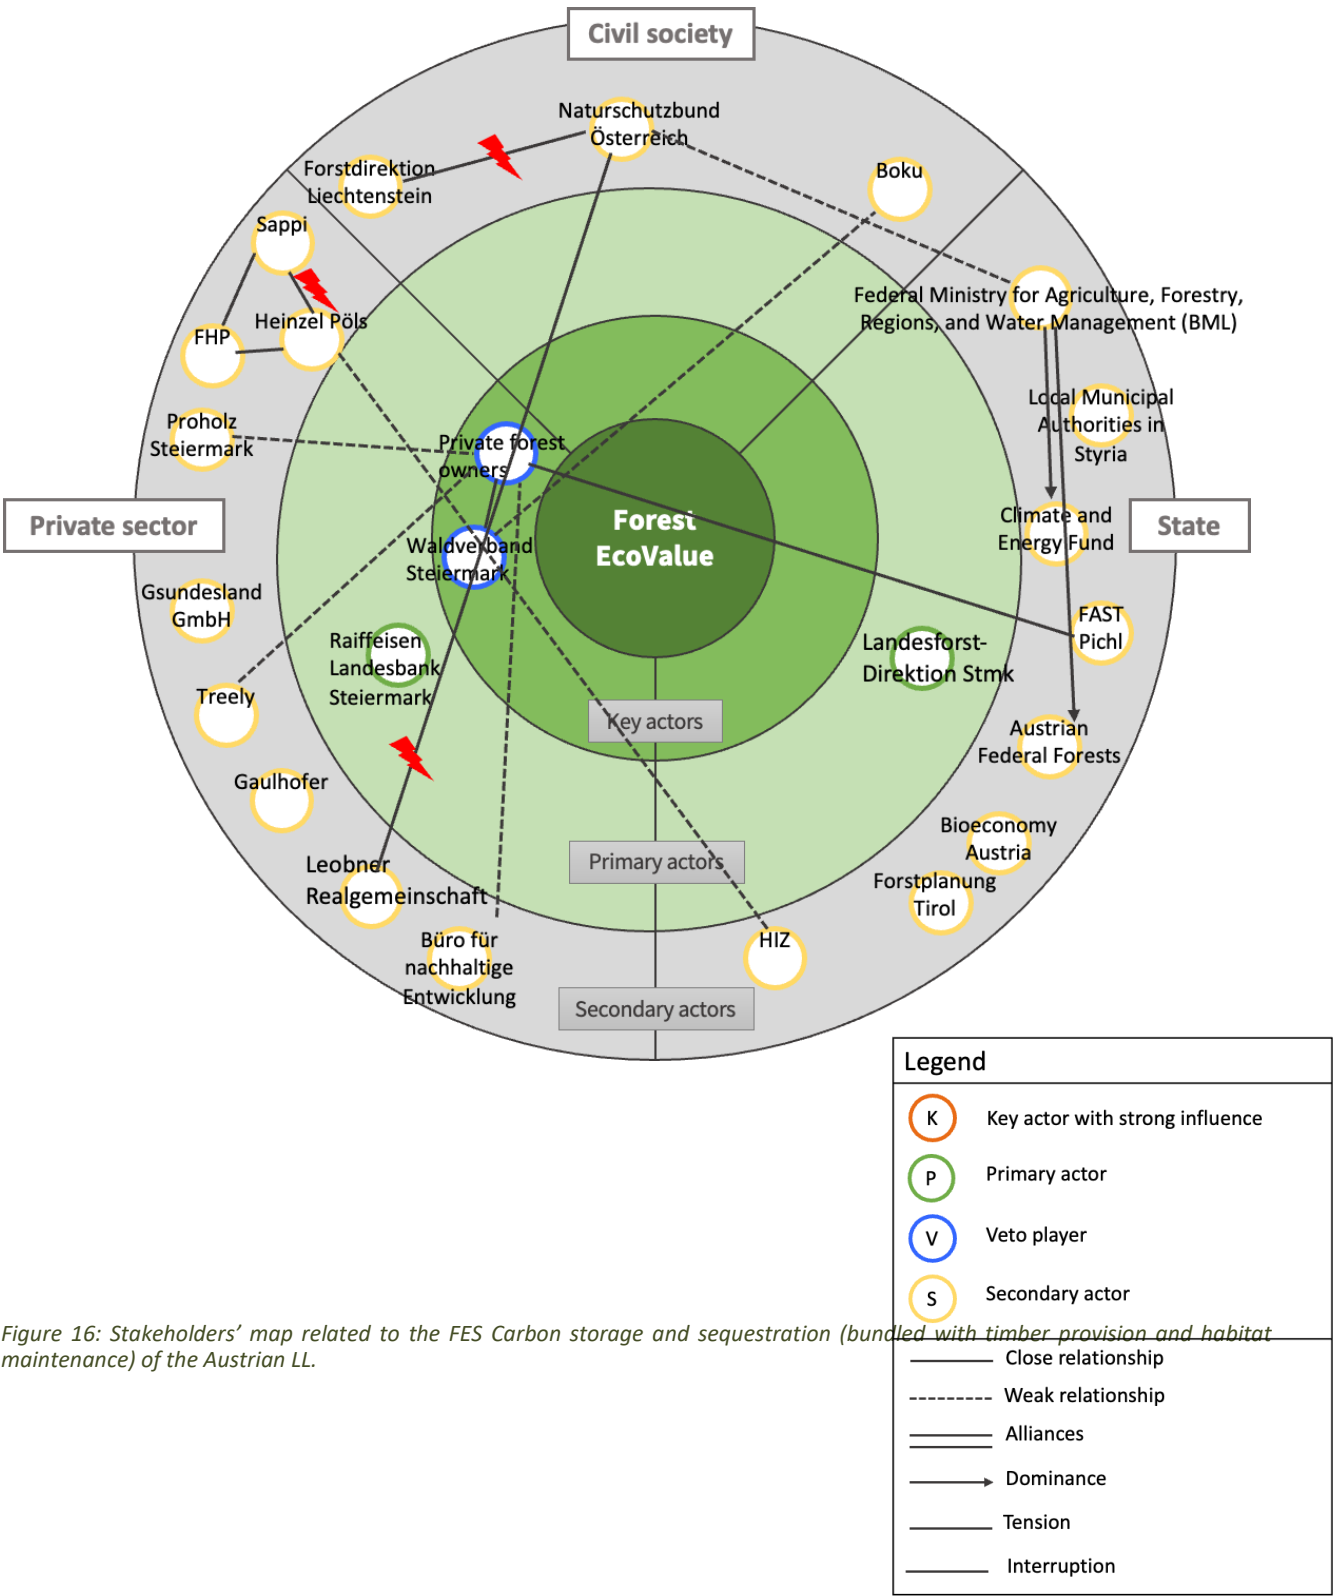 Civil society
Naturschutzbund
Österreich
Forstdirektion
Liechtenstein
Boku
Sappi
Federal Ministry for Agriculture, Forestry,
Regions, and Water Management (BML)
Heinzel Pöls
FHP
Local Municipal
Authorities in
Styria
Proholz
Steiermark
Private forest
owners
Private sector
Forest
EcoValue
Climate and
Energy Fund
State
Waldverband
Steiermark
Gsundesland
GmbH
FAST
Pichl
Raiffeisen
Landesbank
Steiermark
Landesforst-
Direktion Stmk
Treely
Key actors
Austrian
Federal Forests
Gaulhofer
Bioeconomy
Austria
Leobner
Realgemeinschaft
Primary actors
Forstplanung
Tirol
Büro für
nachhaltige
Entwicklung
HIZ
Secondary actors
Legend
K Key actor with strong influence
P Primary actor
V Veto player
S Secondary actor
Figure 16: Stakeholders’ map related to the FES Carbon storage and sequestration (bundled with timber provision and habitat
maintenance) of the Austrian LL.
Close relationship
Weak relationship
Alliances
Dominance
Tension
Interruption